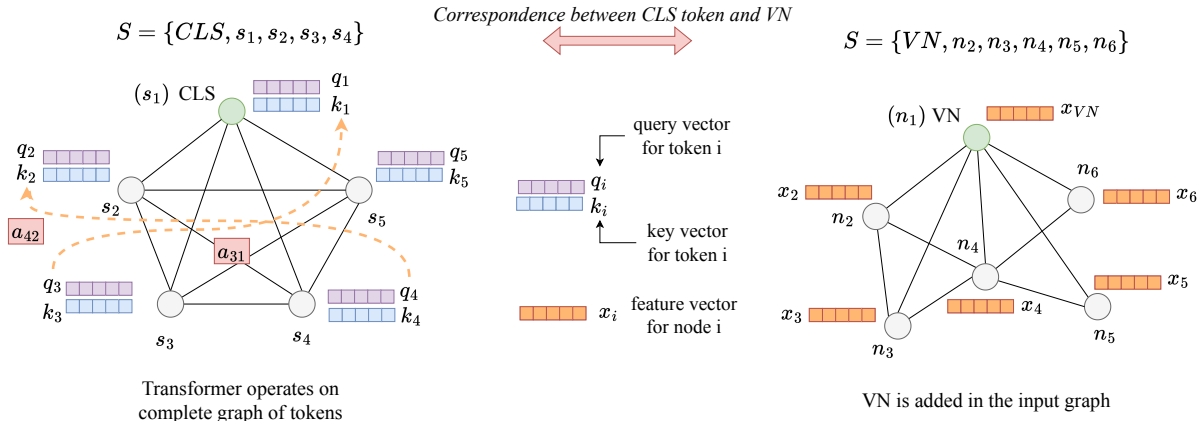 Correspondence between CLS token and VN
S = {CLS, s₁, s₂, s₃, s₄}
(s₁) CLS
q₁
k₁
q₂
k₂
s₂
q₅
k₅
s₅
a₄₂
a₃₁
q₃
k₃
s₃
q₄
k₄
s₄
Transformer operates on
complete graph of tokens
query vector
for token i
qᵢ
kᵢ
key vector
for token i
xᵢ
feature vector
for node i
S = {VN, n₂, n₃, n₄, n₅, n₆}
(n₁) VN
x_VN
n₆
x₆
x₂
n₂
n₄
x₅
x₃
x₄
n₃
n₅
VN is added in the input graph